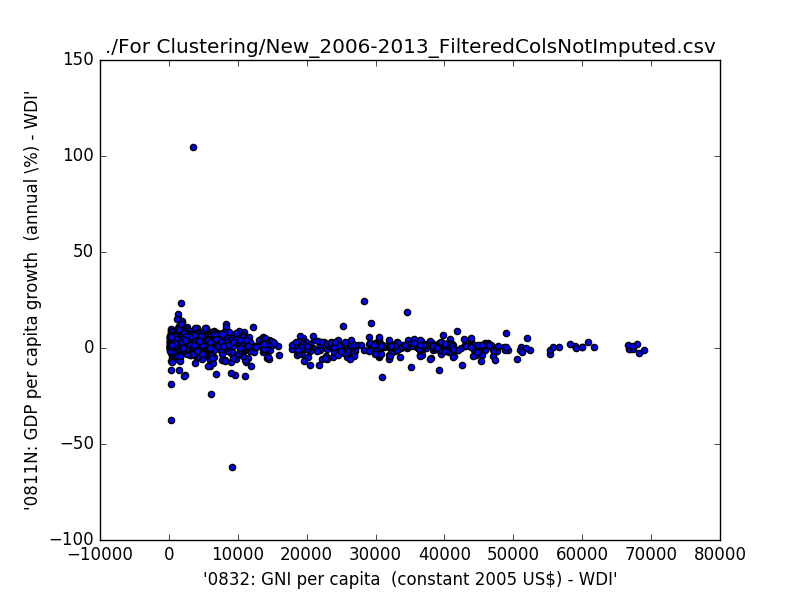 ./For Clustering/New_2006-2013_FilteredColsNotImputed.csv
150
100
50
0
−50
−100
'0811N: GDP per capita growth  (annual \%) - WDI'
−10000 0 10000 20000 30000 40000 50000 60000 70000 80000
'0832: GNI per capita  (constant 2005 US$) - WDI'